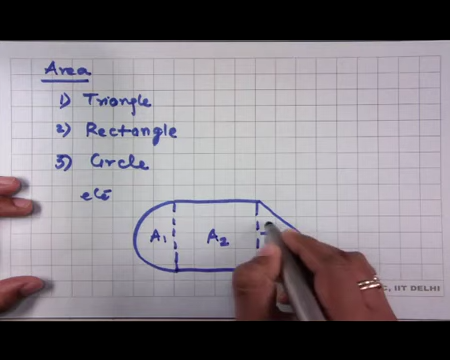 Area
1) Triangle
2) Rectangle
3) Circle
etc
A1 A2
C, IIT DELHI